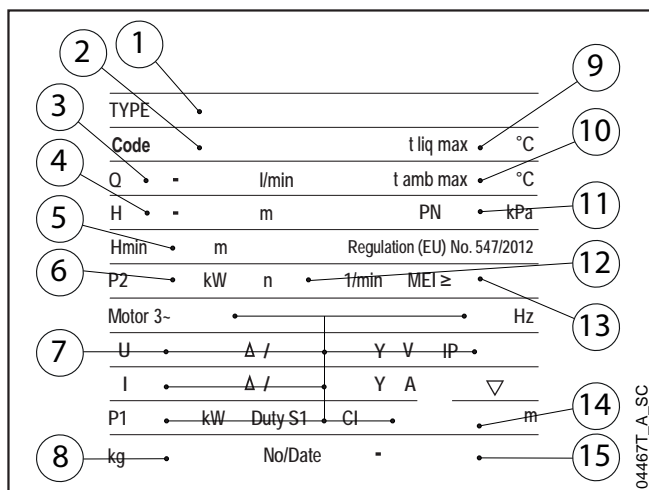 1
2
9
TYPE
3
Code t liq max °C
10
Q - l/min t amb max °C
4
H - m PN kPa
11
5
Hmin m Regulation (EU) No. 547/2012
6
P2 kW n 1/min MEI ≥
12
13
Motor 3~ Hz
7
U Δ / Y V IP
I Δ / Y A ▽
P1 kW Duty S1 Cl m
14
8
kg No/Date -
15
04467T_A_SC